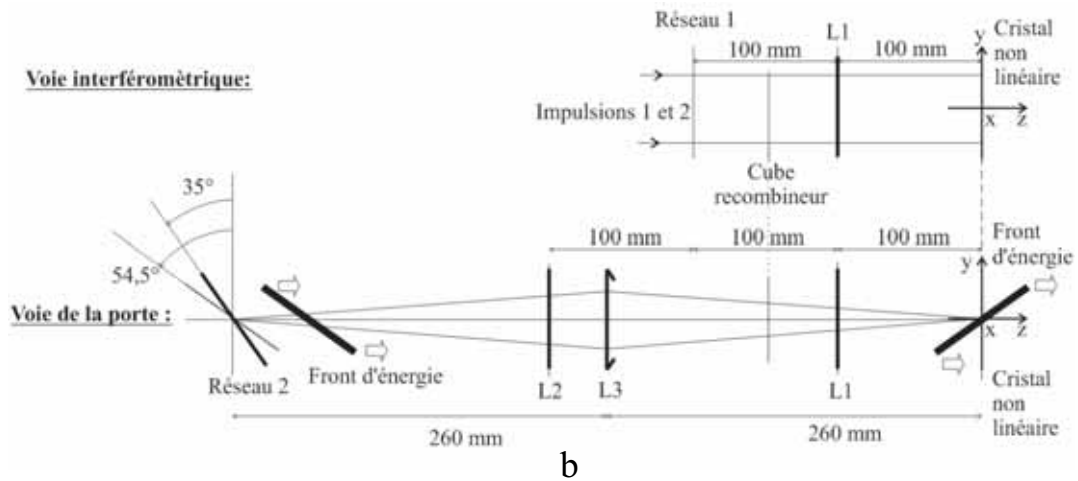 Réseau 1
L1
y
Cristal
non
linéaire
100 mm
100 mm
Voie interférométrique:
Impulsions 1 et 2
x
z
Cube
recombineur
35°
100 mm
100 mm
100 mm
Front
d'énergie
54,5°
y
Voie de la porte :
x
z
Réseau 2
Front d'énergie
L2
L3
L1
Cristal
non
linéaire
260 mm
260 mm
b